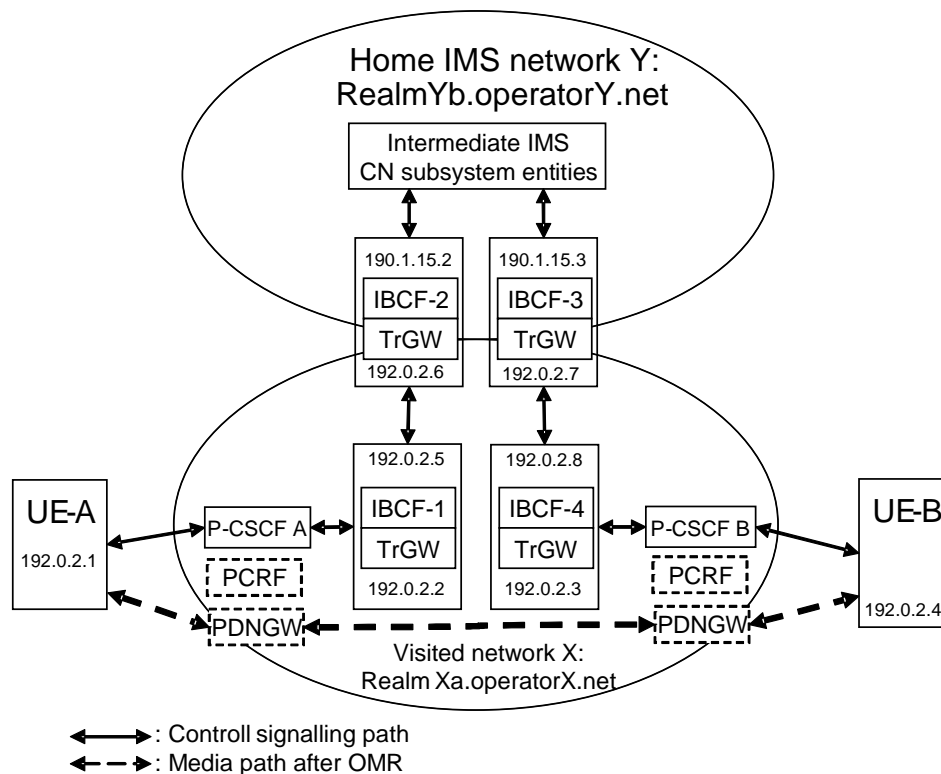 Home IMS network Y:
RealmYb.operatorY.net
Intermediate IMS
CN subsystem entities
190.1.15.2
190.1.15.3
IBCF-2
IBCF-3
TrGW
TrGW
192.0.2.6
192.0.2.7
192.0.2.5
192.0.2.8
UE-A
192.0.2.1
P-CSCF A
IBCF-1
IBCF-4
P-CSCF B
UE-B
192.0.2.4
TrGW
TrGW
PCRF
PCRF
192.0.2.2
192.0.2.3
PDNGW
PDNGW
Visited network X:
Realm Xa.operatorX.net
: Controll signalling path
: Media path after OMR